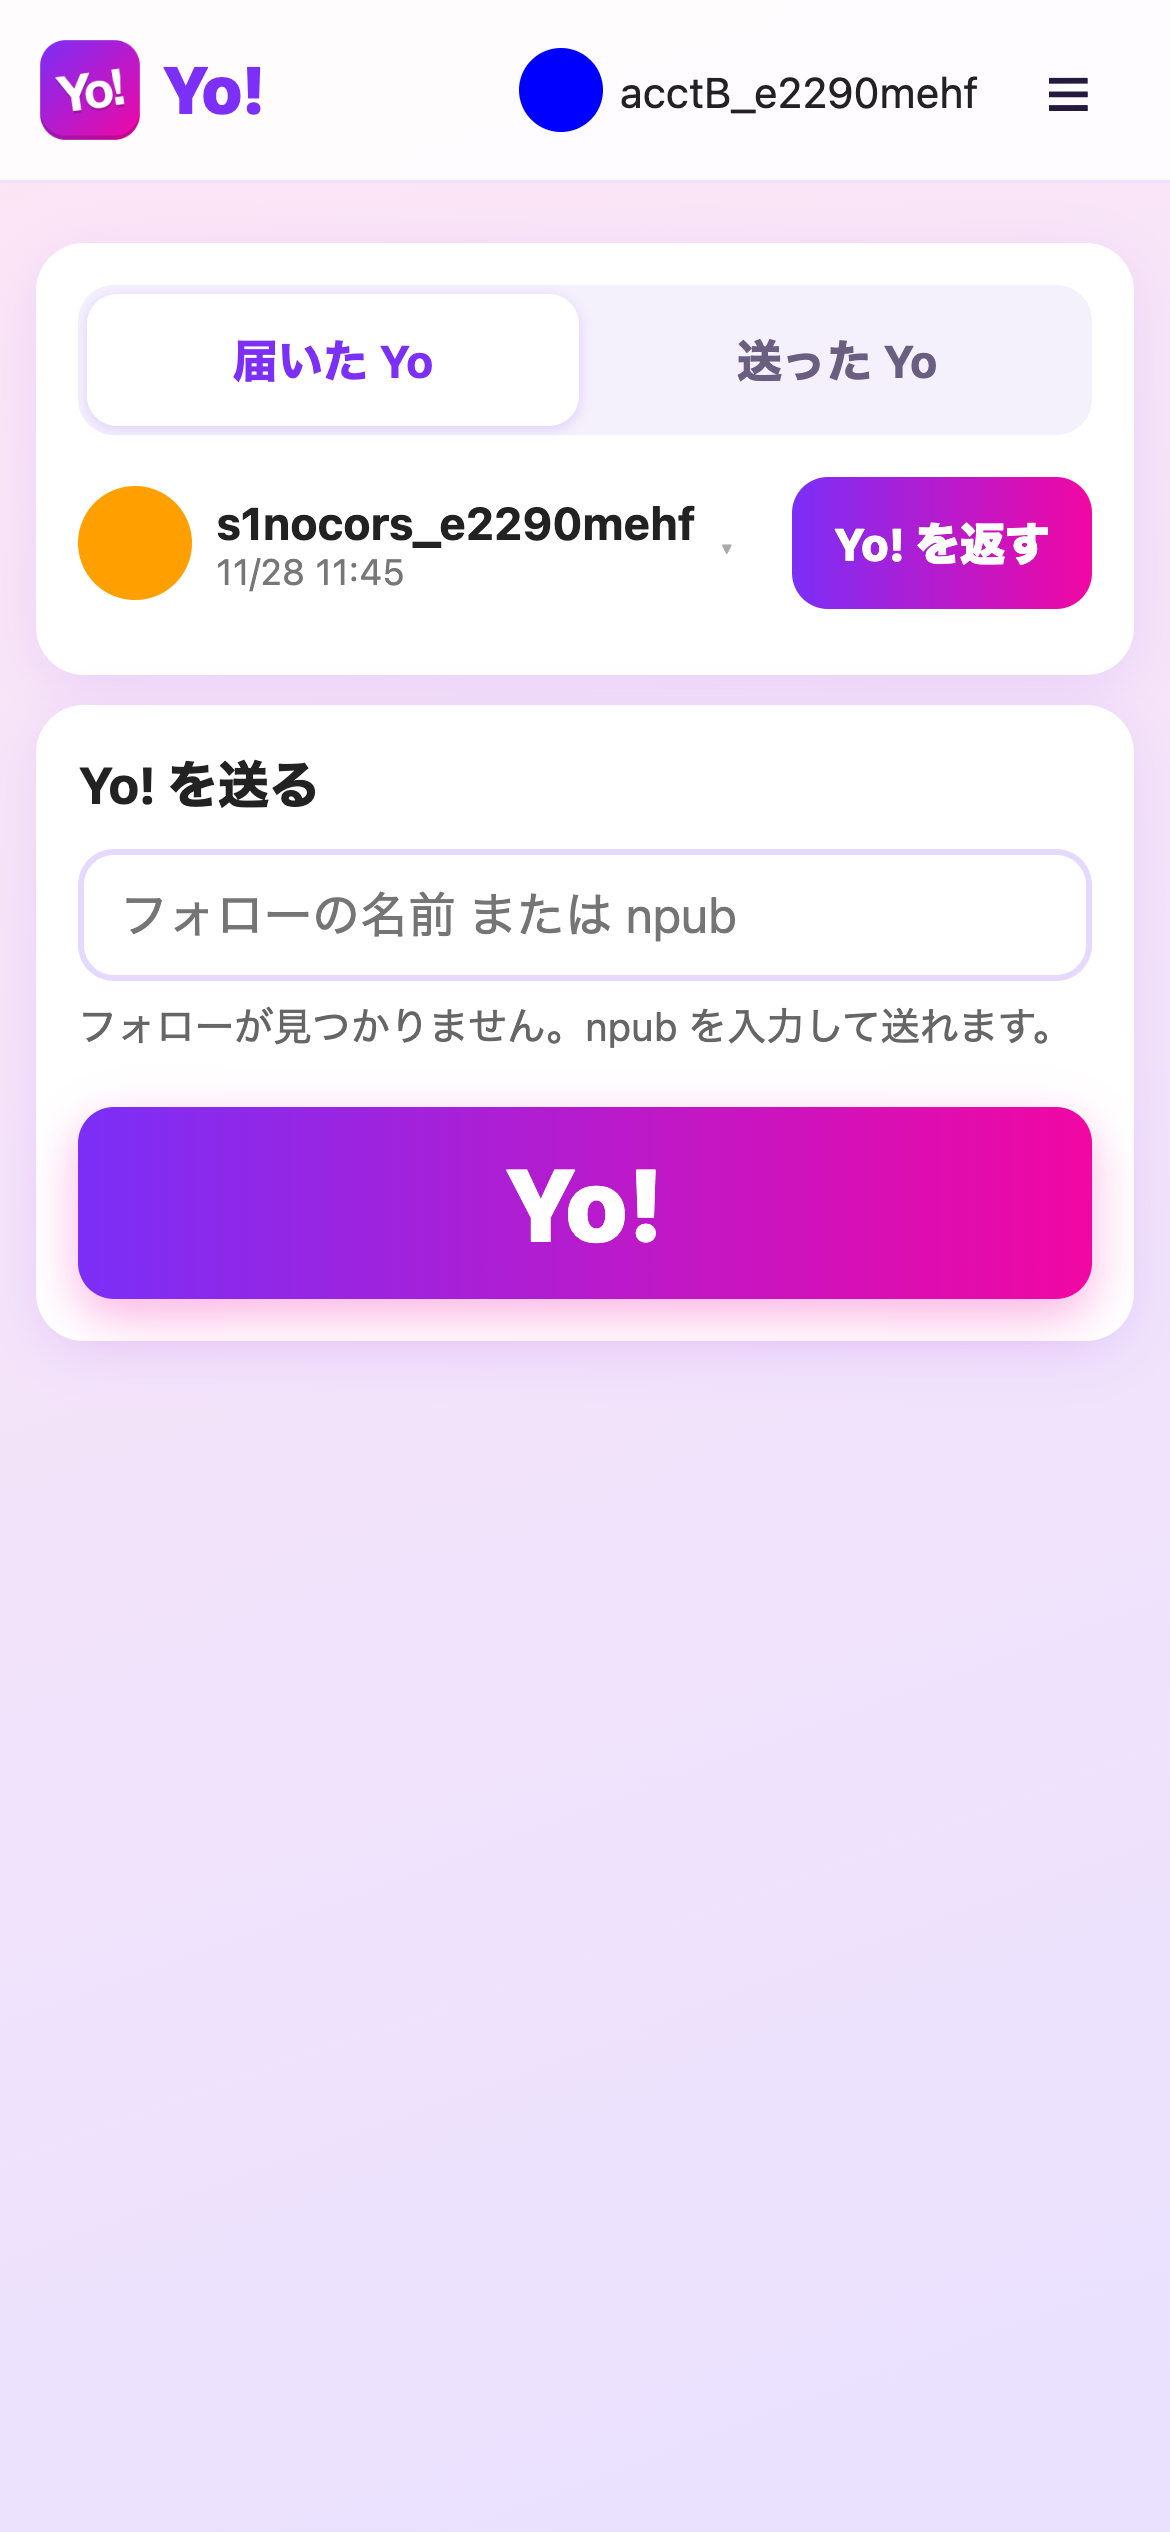 Yo! Yo! acctB_e2290mehf
届いた Yo 送った Yo
s1nocors_e2290mehf
11/28 11:45
Yo! を返す
Yo! を送る
フォローの名前 または npub
フォローが見つかりません。npub を入力して送れます。
Yo!